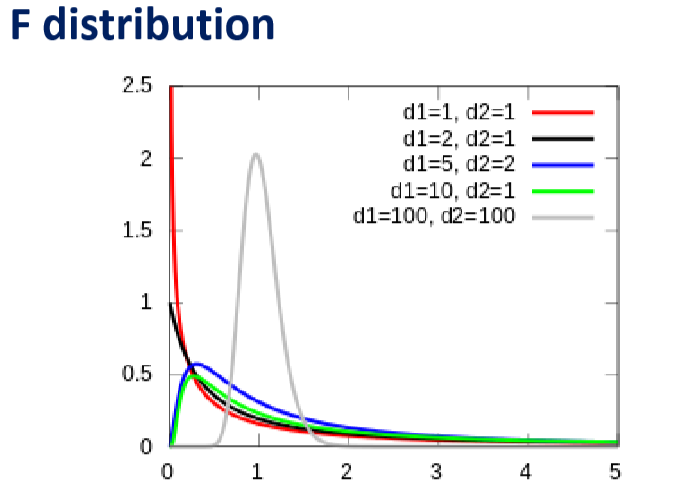 F distribution
2.5
2
1.5
1
0.5
0
d1=1, d2=1
d1=2, d2=1
d1=5, d2=2
d1=10, d2=1
d1=100, d2=100
0 1 2 3 4 5